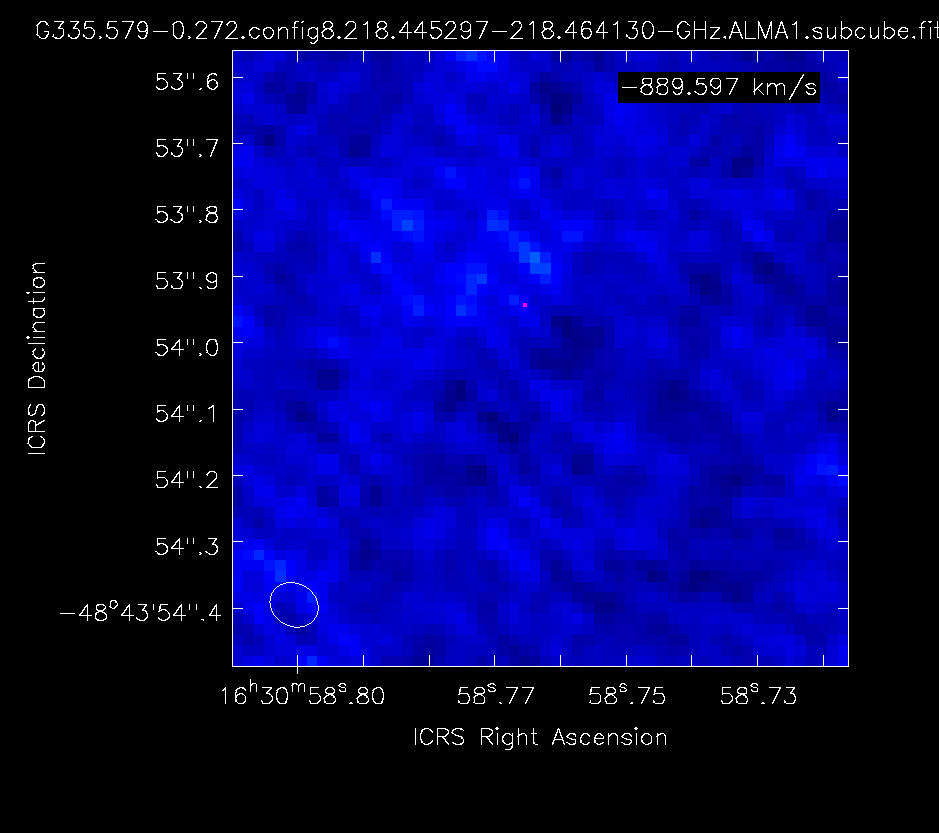 G335.579-0.272.config8.218.445297-218.464130-GHz.ALMA1.subcube.fit
-889.597 km/s
53".6
53".7
53".8
53".9
54".0
54".1
54".2
54".3
-48°43'54".4
ICRS Declination
16ʰ30ᵐ58ˢ.80 58ˢ.77 58ˢ.75 58ˢ.73
ICRS Right Ascension